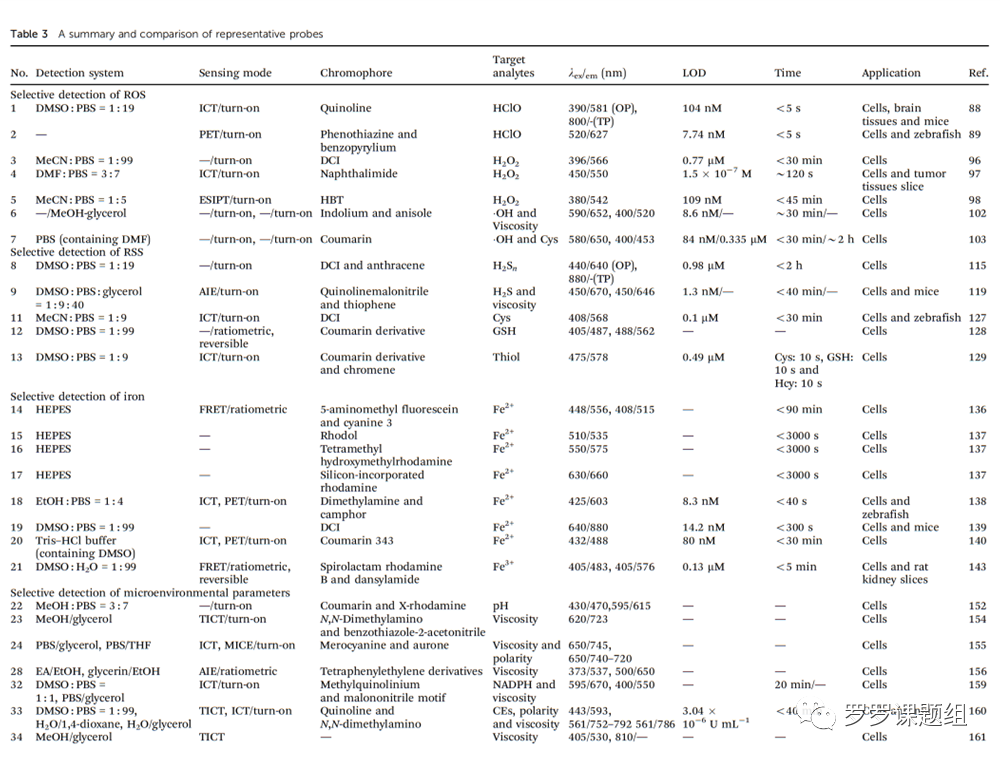 Table 3 A summary and comparison of representative probes
Target
No. Detection system Sensing mode Chromophore analytes λex/em (nm) LOD Time Application Ref.
Selective detection of ROS
1 DMSO : PBS = 1 : 19 ICT/turn-on Quinoline HClO 390/581 (OP), 104 nM <5 s Cells, brain 88
800/-(TP) tissues and mice
2 — PET/turn-on Phenothiazine and HClO 520/627 7.74 nM <5 s Cells and zebrafish 89
benzopyrylium
3 MeCN : PBS = 1 : 99 —/turn-on DCI H2O2 396/566 0.77 μM <30 min Cells 96
4 DMF : PBS = 3 : 7 ICT/turn-on Naphthalimide H2O2 450/550 1.5 × 10⁻⁷ M ~120 s Cells and tumor 97
tissues slice
5 MeCN : PBS = 1 : 5 ESIPT/turn-on HBT H2O2 380/542 109 nM <45 min Cells 98
6 —/MeOH-glycerol —/turn-on, —/turn-on Indolium and anisole ·OH and 590/652, 400/520 8.6 nM/— ~30 min/— Cells 102
Viscosity
7 PBS (containing DMF) —/turn-on, —/turn-on Coumarin ·OH and Cys 580/650, 400/453 84 nM/0.335 μM <30 min/~2 h Cells 103
Selective detection of RSS
8 DMSO : PBS = 1 : 19 —/turn-on DCI and anthracene H2Sn 440/640 (OP), 0.98 μM <2 h Cells 115
880/-(TP)
9 DMSO : PBS : glycerol AIE/turn-on Quinolinemalonitrile H2S and 450/670, 450/646 1.3 nM/— <40 min/— Cells and mice 119
= 1 : 9 : 40 and thiophene viscosity
11 MeCN : PBS = 1 : 9 ICT/turn-on DCI Cys 408/568 0.1 μM <30 min Cells and zebrafish 127
12 DMSO : PBS = 1 : 99 —/ratiometric, Coumarin derivative GSH 405/487, 488/562 — — Cells 128
reversible
13 DMSO : PBS = 1 : 9 ICT/turn-on Coumarin derivative Thiol 475/578 0.49 μM Cys: 10 s, GSH: Cells 129
and chromene 10 s and
Hcy: 10 s
Selective detection of iron
14 HEPES FRET/ratiometric 5-aminomethyl fluorescein Fe²⁺ 448/556, 408/515 — <90 min Cells 136
and cyanine 3
15 HEPES — Rhodol Fe²⁺ 510/535 — <3000 s Cells 137
16 HEPES — Tetramethyl Fe²⁺ 550/575 — <3000 s Cells 137
hydroxymethylrhodamine
17 HEPES — Silicon-incorporated Fe²⁺ 630/660 — <3000 s Cells 137
rhodamine
18 EtOH : PBS = 1 : 4 ICT, PET/turn-on Dimethylamine and Fe²⁺ 425/603 8.3 nM <40 s Cells and 138
camphor zebrafish
19 DMSO : PBS = 1 : 99 — DCI Fe²⁺ 640/880 14.2 nM <300 s Cells and mice 139
20 Tris–HCl buffer ICT, PET/turn-on Coumarin 343 Fe²⁺ 432/488 80 nM <30 min Cells 140
(containing DMSO)
21 DMSO : H2O = 1 : 99 FRET/ratiometric, Spirolactam rhodamine Fe³⁺ 405/483, 405/576 0.13 μM <5 min Cells and rat 143
reversible B and dansylamide kidney slices
Selective detection of microenvironmental parameters
22 MeOH : PBS = 3 : 7 —/turn-on Coumarin and X-rhodamine pH 430/470,595/615 — — Cells 152
23 MeOH/glycerol TICT/turn-on N,N-Dimethylamino Viscosity 620/723 — — Cells 154
and benzothiazole-2-acetonitrile
24 PBS/glycerol, PBS/THF ICT, MICE/turn-on Merocyanine and aurone Viscosity and 650/745, — — Cells 155
polarity 650/740–720
28 EA/EtOH, glycerin/EtOH AIE/ratiometric Tetraphenylethylene derivatives Viscosity 373/537, 500/650 — — Cells 156
32 DMSO : PBS = ICT/turn-on Methylquinolinium NADPH and 595/670, 400/550 — 20 min/— Cells 159
1 : 1, PBS/glycerol and malononitrile motif viscosity
33 DMSO : PBS = 1 : 99, TICT, ICT/turn-on Quinoline and CEs, polarity 443/593, 3.04 × <40 160
H2O/1,4-dioxane, H2O/glycerol N,N-dimethylamino and viscosity 561/752–792 561/786 10⁻⁶ U mL⁻¹
34 MeOH/glycerol TICT — Viscosity 405/530, 810/— — — Cells 161
罗罗课题组